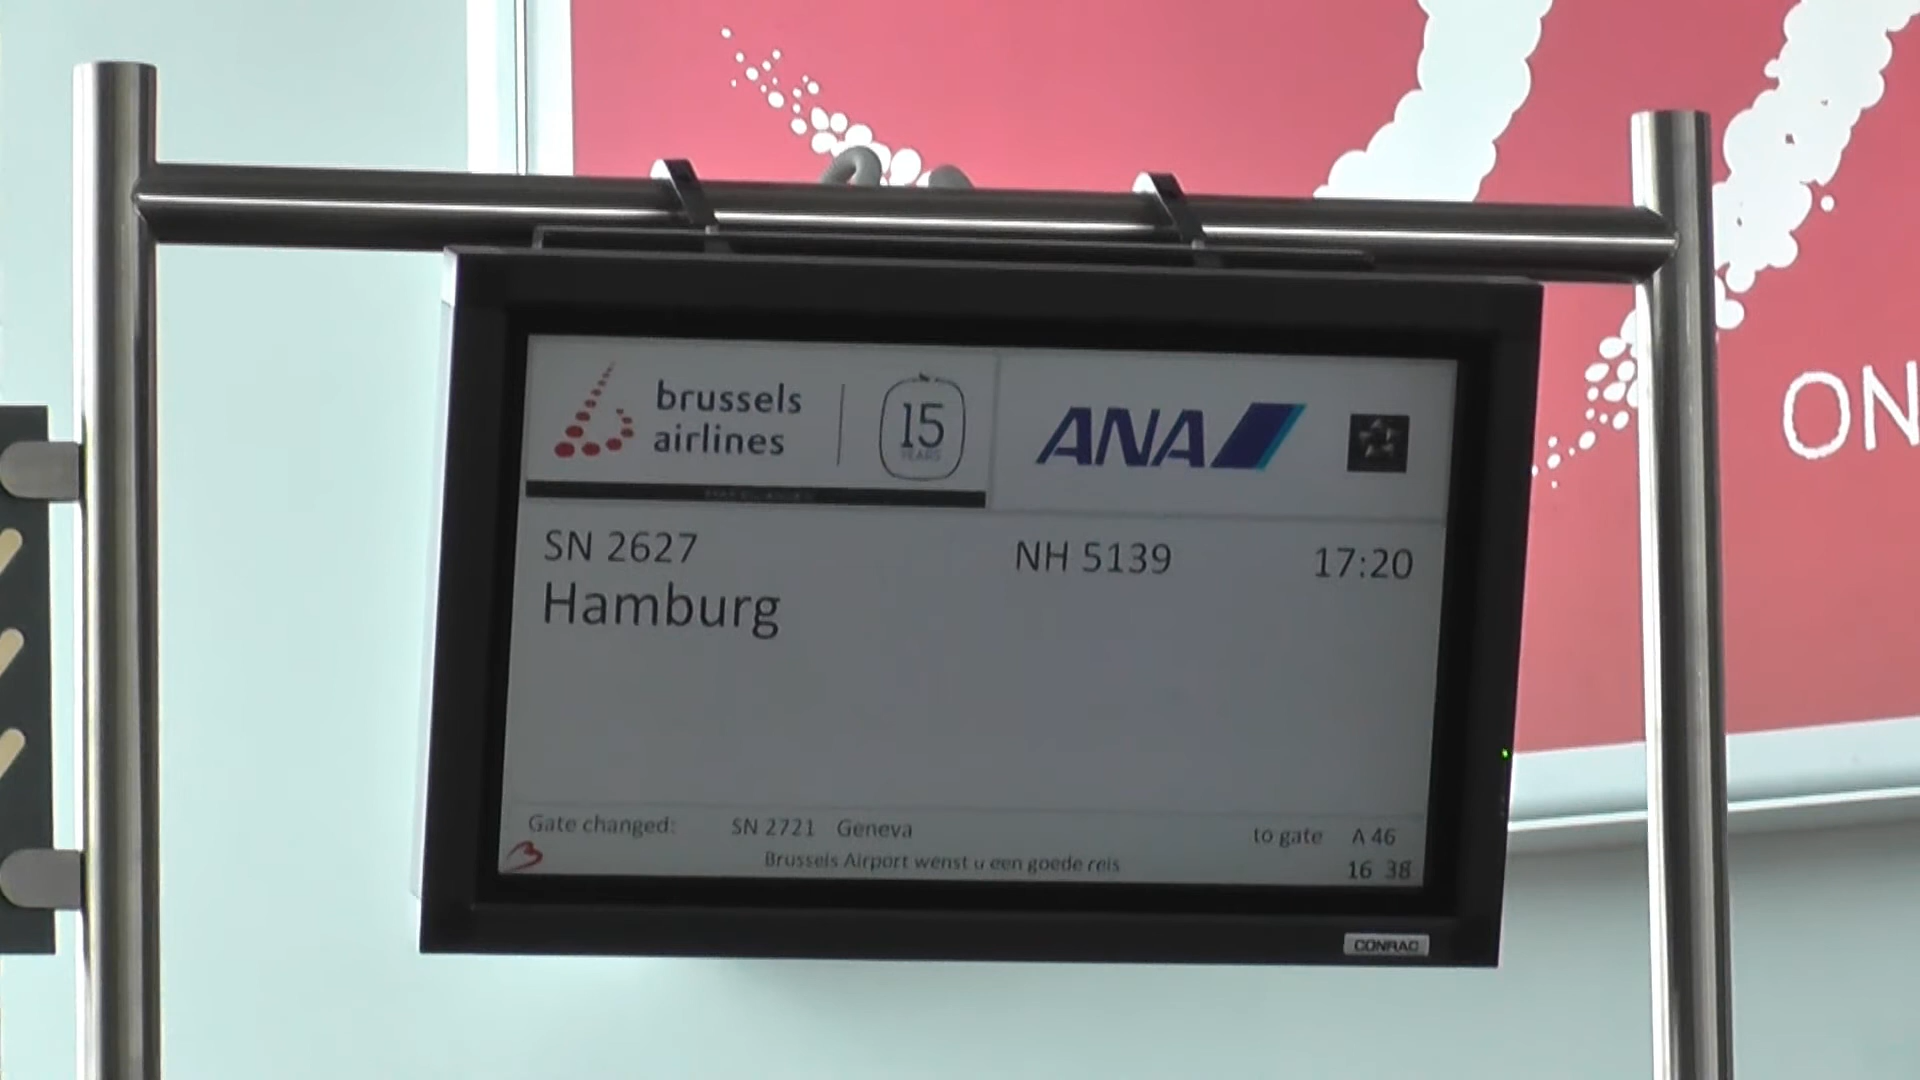 brussels
airlines
15
YEARS
ANA
SN 2627 NH 5139 17:20
Hamburg
Gate changed: SN 2721 Geneva to gate A 46
Brussels Airport wenst u een goede reis
16 38
CONRAC
ON